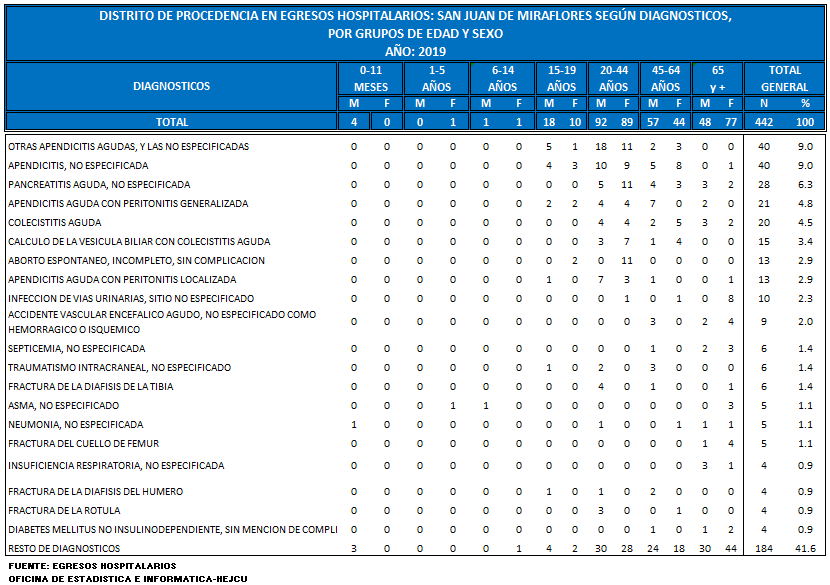 DISTRITO DE PROCEDENCIA EN EGRESOS HOSPITALARIOS: SAN JUAN DE MIRAFLORES SEGÚN DIAGNOSTICOS,
POR GRUPOS DE EDAD Y SEXO
AÑO: 2019
DIAGNOSTICOS 0-11 MESES 1-5 AÑOS 6-14 AÑOS 15-19 AÑOS 20-44 AÑOS 45-64 AÑOS 65 y + TOTAL GENERAL
M F M F M F M F M F M F M F N %
TOTAL 4 0 0 1 1 1 18 10 92 89 57 44 48 77 442 100
OTRAS APENDICITIS AGUDAS, Y LAS NO ESPECIFICADAS 0 0 0 0 0 0 5 1 18 11 2 3 0 0 40 9.0
APENDICITIS, NO ESPECIFICADA 0 0 0 0 0 0 4 3 10 9 5 8 0 1 40 9.0
PANCREATITIS AGUDA, NO ESPECIFICADA 0 0 0 0 0 0 0 0 5 11 4 3 3 2 28 6.3
APENDICITIS AGUDA CON PERITONITIS GENERALIZADA 0 0 0 0 0 0 2 2 4 4 7 0 2 0 21 4.8
COLECISTITIS AGUDA 0 0 0 0 0 0 0 0 4 4 2 5 3 2 20 4.5
CALCULO DE LA VESICULA BILIAR CON COLECISTITIS AGUDA 0 0 0 0 0 0 0 0 3 7 1 4 0 0 15 3.4
ABORTO ESPONTANEO, INCOMPLETO, SIN COMPLICACION 0 0 0 0 0 0 0 2 0 11 0 0 0 0 13 2.9
APENDICITIS AGUDA CON PERITONITIS LOCALIZADA 0 0 0 0 0 0 1 0 7 3 1 0 0 1 13 2.9
INFECCION DE VIAS URINARIAS, SITIO NO ESPECIFICADO 0 0 0 0 0 0 0 0 0 1 0 1 0 8 10 2.3
ACCIDENTE VASCULAR ENCEFALICO AGUDO, NO ESPECIFICADO COMO
HEMORRAGICO O ISQUEMICO 0 0 0 0 0 0 0 0 0 0 3 0 2 4 9 2.0
SEPTICEMIA, NO ESPECIFICADA 0 0 0 0 0 0 0 0 0 0 1 0 2 3 6 1.4
TRAUMATISMO INTRACRANEAL, NO ESPECIFICADO 0 0 0 0 0 0 1 0 2 0 3 0 0 0 6 1.4
FRACTURA DE LA DIAFISIS DE LA TIBIA 0 0 0 0 0 0 0 0 4 0 1 0 0 1 6 1.4
ASMA, NO ESPECIFICADO 0 0 0 1 1 0 0 0 0 0 0 0 0 3 5 1.1
NEUMONIA, NO ESPECIFICADA 1 0 0 0 0 0 0 0 1 0 0 1 1 1 5 1.1
FRACTURA DEL CUELLO DE FEMUR 0 0 0 0 0 0 0 0 0 0 0 0 1 4 5 1.1
INSUFICIENCIA RESPIRATORIA, NO ESPECIFICADA 0 0 0 0 0 0 0 0 0 0 0 0 3 1 4 0.9
FRACTURA DE LA DIAFISIS DEL HUMERO 0 0 0 0 0 0 1 0 1 0 2 0 0 0 4 0.9
FRACTURA DE LA ROTULA 0 0 0 0 0 0 0 0 3 0 0 1 0 0 4 0.9
DIABETES MELLITUS NO INSULINODEPENDIENTE, SIN MENCION DE COMPLI 0 0 0 0 0 0 0 0 0 0 1 0 1 2 4 0.9
RESTO DE DIAGNOSTICOS 3 0 0 0 0 1 4 2 30 28 24 18 30 44 184 41.6
FUENTE: EGRESOS HOSPITALARIOS
OFICINA DE ESTADISTICA E INFORMATICA-HEJCU